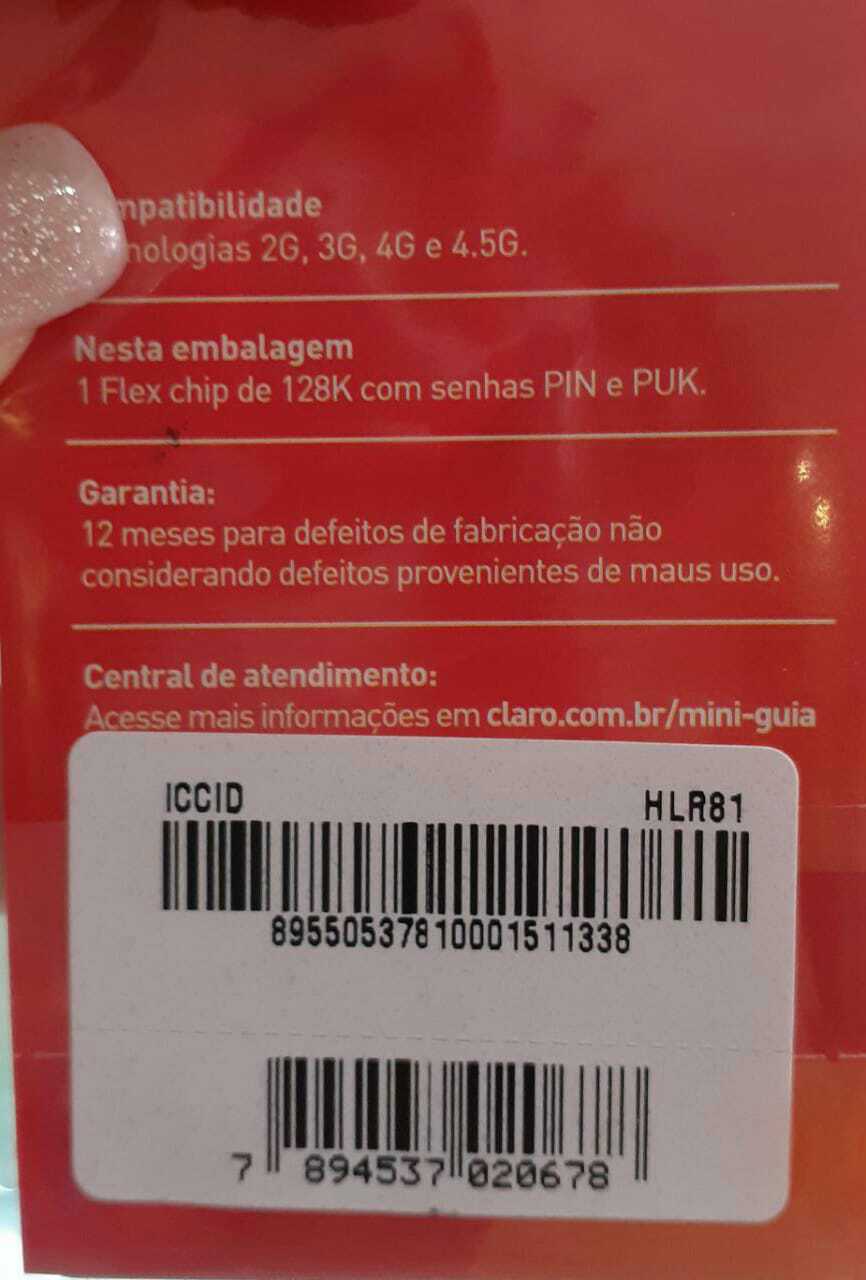 mpatibilidade
nologias 2G, 3G, 4G e 4.5G.
Nesta embalagem
1 Flex chip de 128K com senhas PIN e PUK.
Garantia:
12 meses para defeitos de fabricação não
considerando defeitos provenientes de maus uso.
Central de atendimento:
Acesse mais informações em claro.com.br/mini-guia
ICCID HLR81
89550537810001511338
7 894537 020678